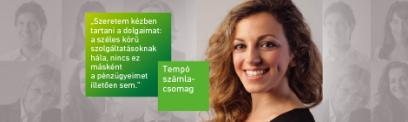 „Szeretem kézben
tartani a dolgaimat:
a széles körű
szolgáltatásoknak
hála, nincs ez
másként
a pénzügyeimet
illetően sem.”
Tempó
számla-
csomag